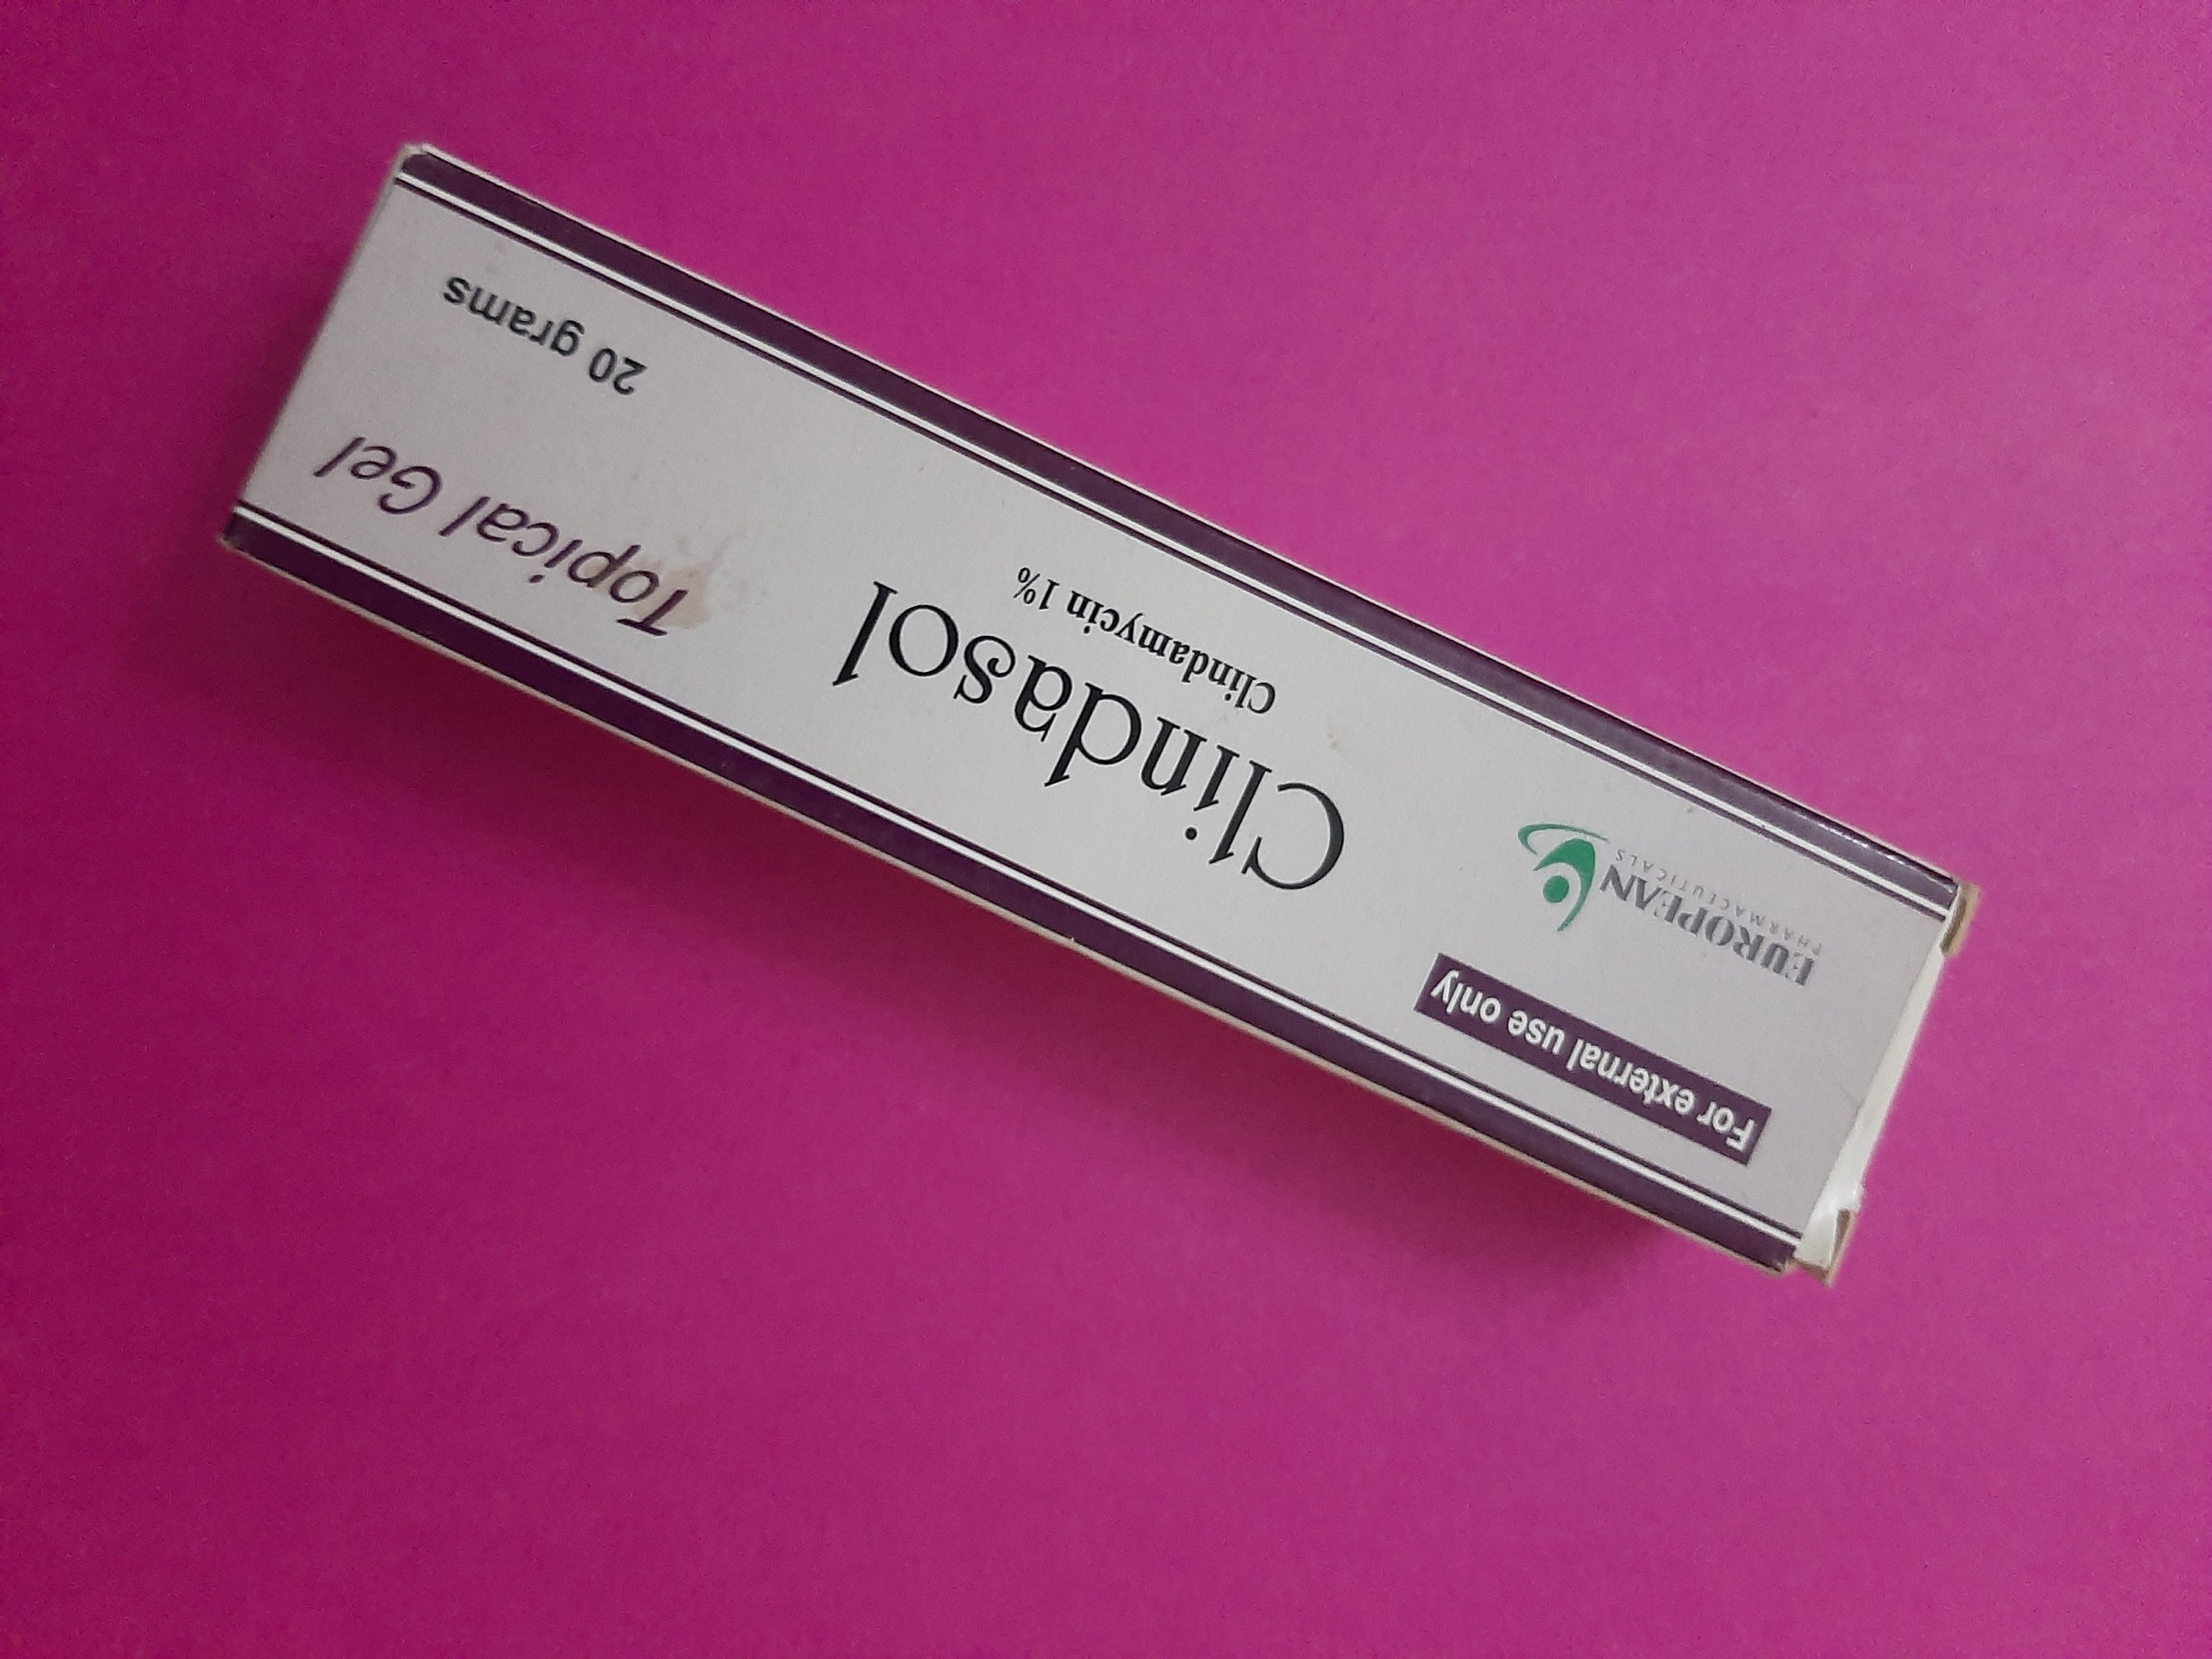 For external use only
EUROPEAN
PHARMACEUTICALS
Clindasol
Clindamycin 1%
Topical Gel
20 grams